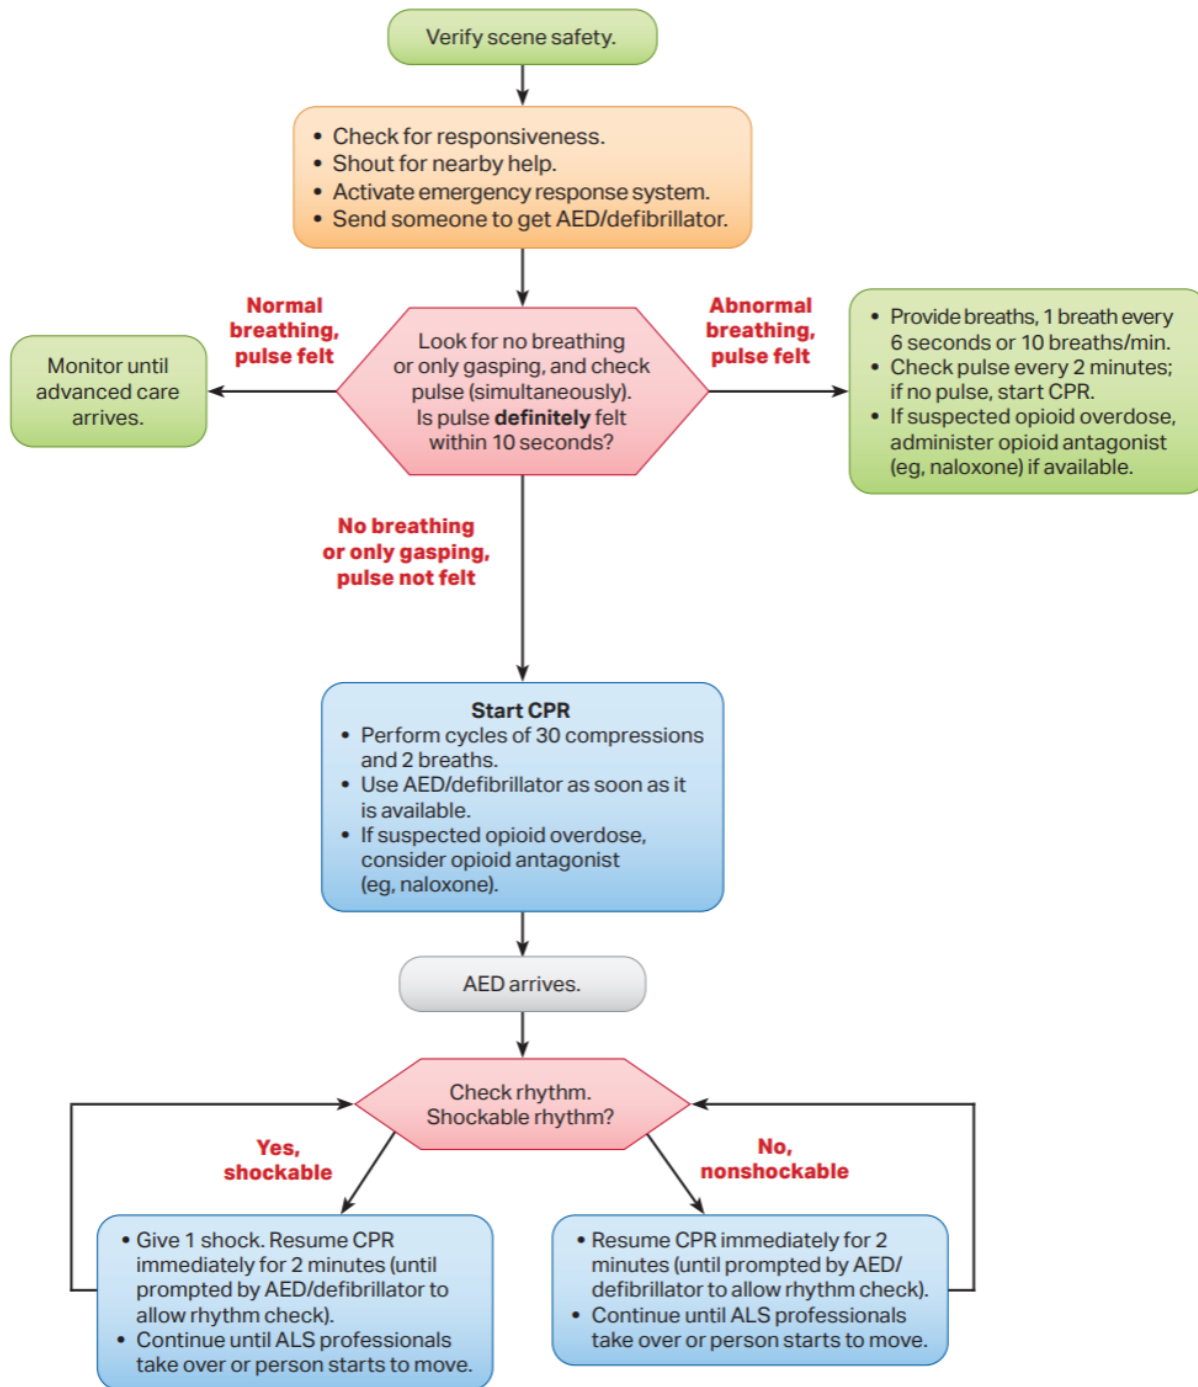 Verify scene safety.
• Check for responsiveness.
• Shout for nearby help.
• Activate emergency response system.
• Send someone to get AED/defibrillator.
Normal
breathing,
pulse felt
Abnormal
breathing,
pulse felt
Monitor until
advanced care
arrives.
Look for no breathing
or only gasping, and check
pulse (simultaneously).
Is pulse definitely felt
within 10 seconds?
• Provide breaths, 1 breath every
6 seconds or 10 breaths/min.
• Check pulse every 2 minutes;
if no pulse, start CPR.
• If suspected opioid overdose,
administer opioid antagonist
(eg, naloxone) if available.
No breathing
or only gasping,
pulse not felt
Start CPR
• Perform cycles of 30 compressions
and 2 breaths.
• Use AED/defibrillator as soon as it
is available.
• If suspected opioid overdose,
consider opioid antagonist
(eg, naloxone).
AED arrives.
Check rhythm.
Shockable rhythm?
Yes,
shockable
No,
nonshockable
• Give 1 shock. Resume CPR
immediately for 2 minutes (until
prompted by AED/defibrillator to
allow rhythm check).
• Continue until ALS professionals
take over or person starts to move.
• Resume CPR immediately for 2
minutes (until prompted by AED/
defibrillator to allow rhythm check).
• Continue until ALS professionals
take over or person starts to move.